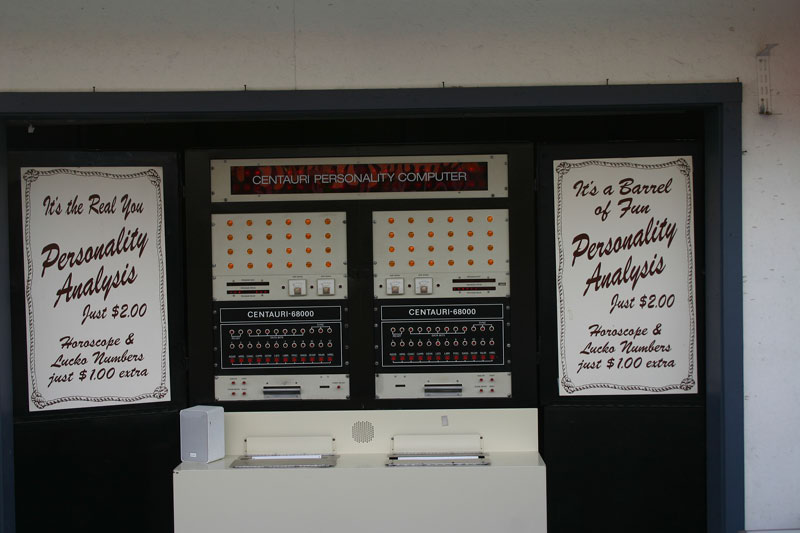 It's the Real You
Personality
Analysis
Just $2.00
Horoscope &
Lucko Numbers
just $1.00 extra
CENTAURI PERSONALITY COMPUTER
CENTAURI-68000
CENTAURI-68000
It's a Barrel
of Fun
Personality
Analysis
Just $2.00
Horoscope &
Lucko Numbers
just $1.00 extra